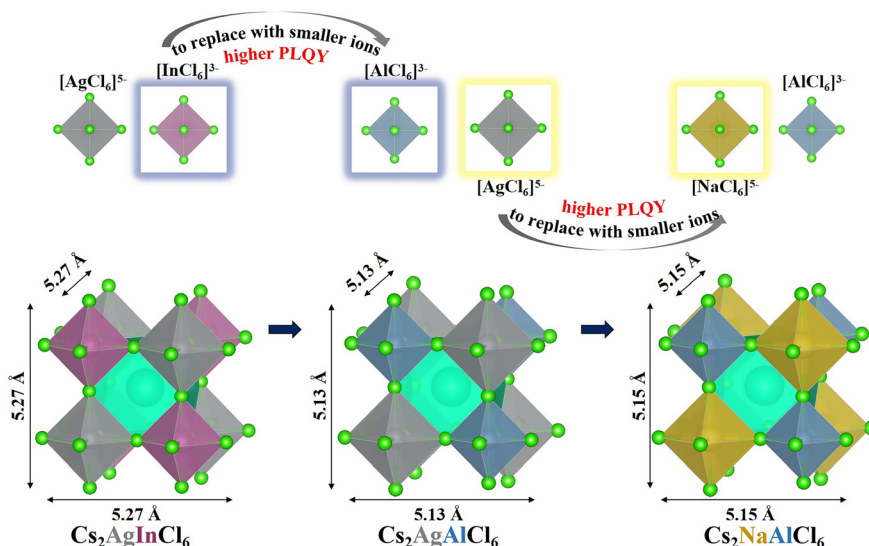 to replace with smaller ions
higher PLQY
[AgCl₆]⁵⁻
[InCl₆]³⁻
[AlCl₆]³⁻
[AlCl₆]³⁻
[AgCl₆]⁵⁻
[NaCl₆]⁵⁻
higher PLQY
to replace with smaller ions
5.27 Å
5.27 Å
5.27 Å
Cs₂AgInCl₆
5.13 Å
5.13 Å
5.13 Å
Cs₂AgAlCl₆
5.15 Å
5.15 Å
5.15 Å
Cs₂NaAlCl₆